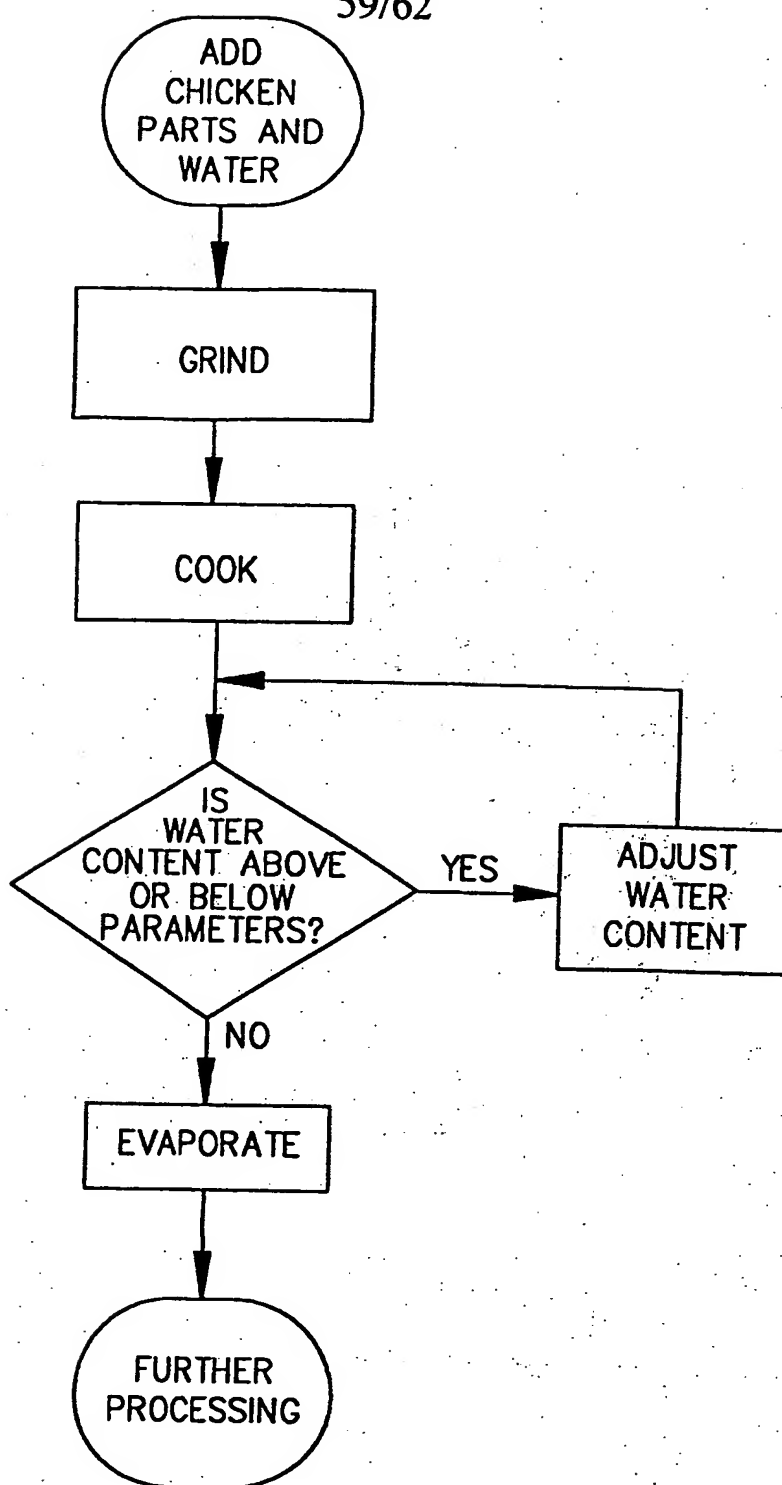 59/62
ADD
CHICKEN
PARTS AND
WATER
GRIND
COOK
IS
WATER
CONTENT ABOVE
OR BELOW
PARAMETERS?
YES
ADJUST
WATER
CONTENT
NO
EVAPORATE
FURTHER
PROCESSING